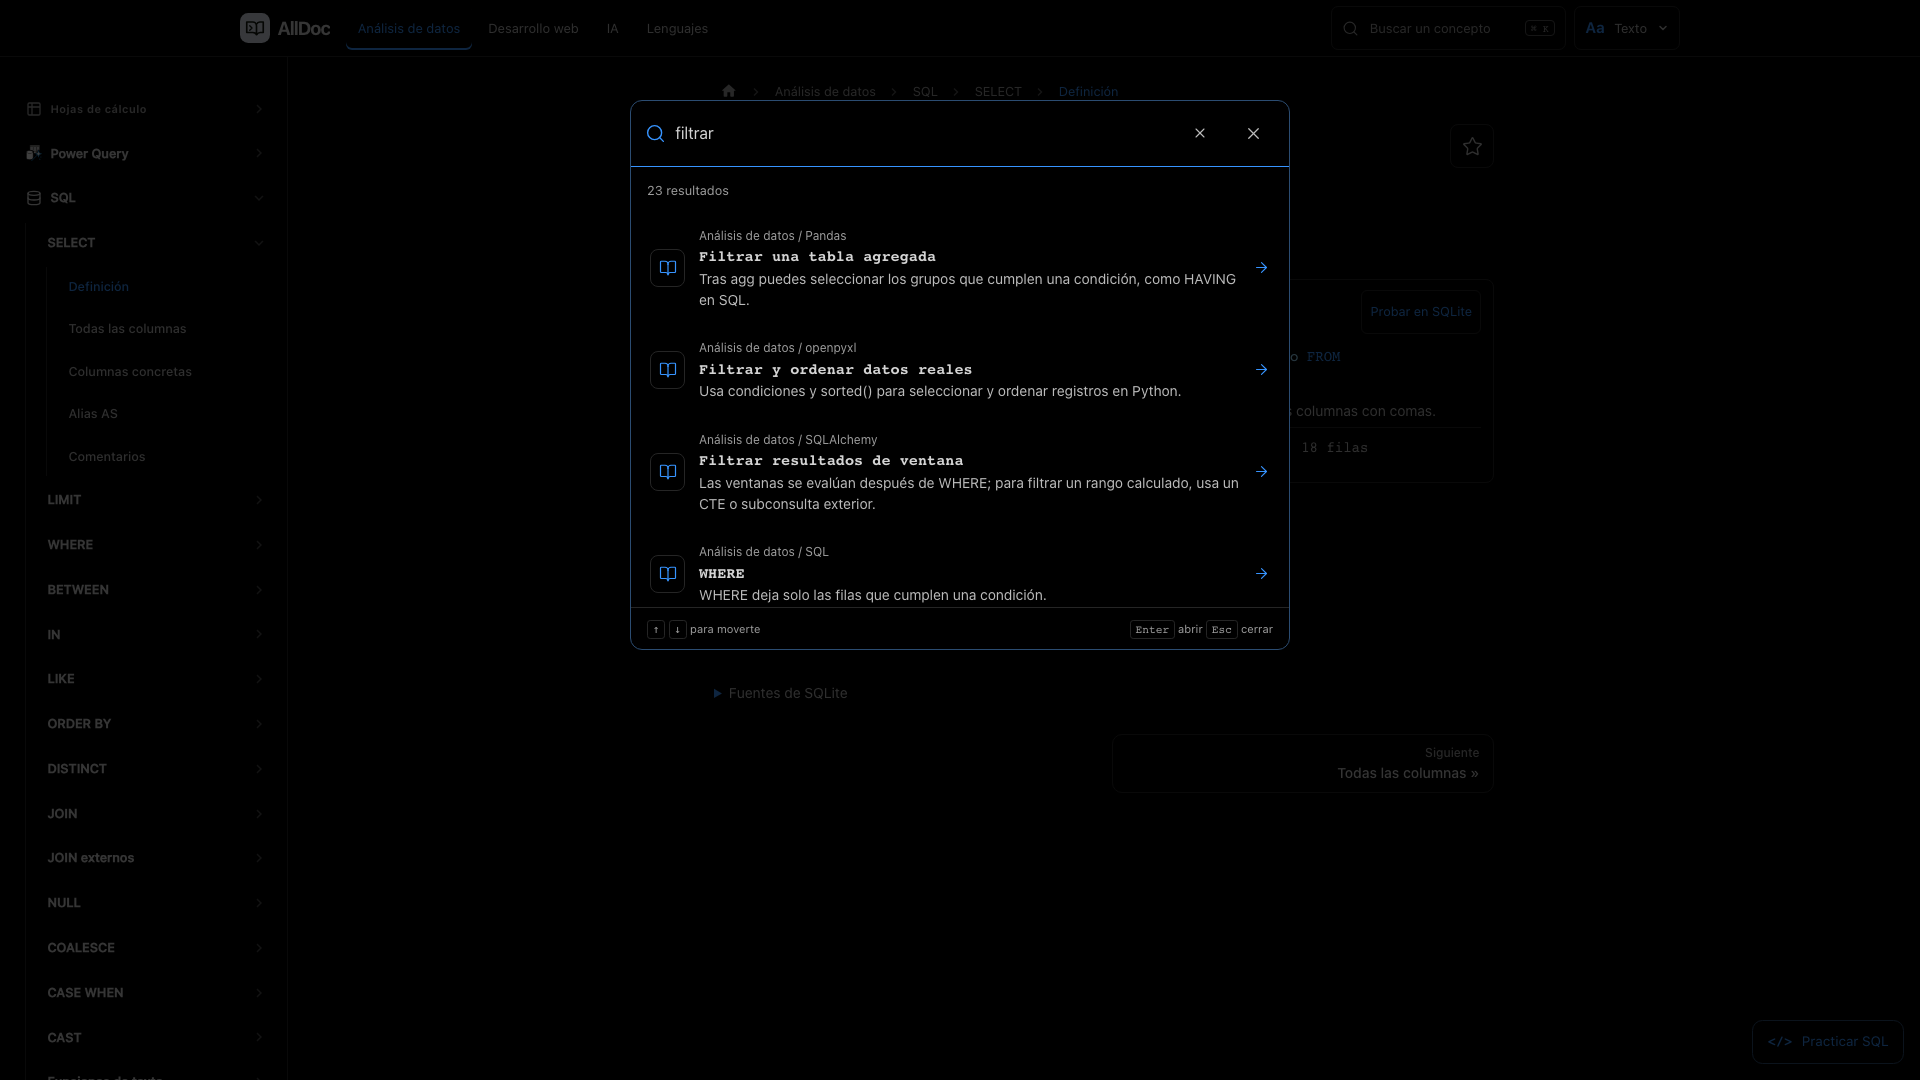 AllDoc
Análisis de datos
Desarrollo web
IA
Lenguajes
Buscar un concepto
⌘ K
Aa Texto
Hojas de cálculo
Power Query
SQL
SELECT
Definición
Todas las columnas
Columnas concretas
Alias AS
Comentarios
LIMIT
WHERE
BETWEEN
IN
LIKE
ORDER BY
DISTINCT
JOIN
JOIN externos
NULL
COALESCE
CASE WHEN
CAST
Análisis de datos > SQL > SELECT > Definición
filtrar
23 resultados
Análisis de datos / Pandas
Filtrar una tabla agregada
Tras agg puedes seleccionar los grupos que cumplen una condición, como HAVING
en SQL.
Análisis de datos / openpyxl
Filtrar y ordenar datos reales
Usa condiciones y sorted() para seleccionar y ordenar registros en Python.
Análisis de datos / SQLAlchemy
Filtrar resultados de ventana
Las ventanas se evalúan después de WHERE; para filtrar un rango calculado, usa un
CTE o subconsulta exterior.
Análisis de datos / SQL
WHERE
WHERE deja solo las filas que cumplen una condición.
↑ ↓ para moverte
Enter abrir Esc cerrar
Probar en SQLite
o FROM
s columnas con comas.
18 filas
Fuentes de SQLite
Siguiente
Todas las columnas »
</> Practicar SQL